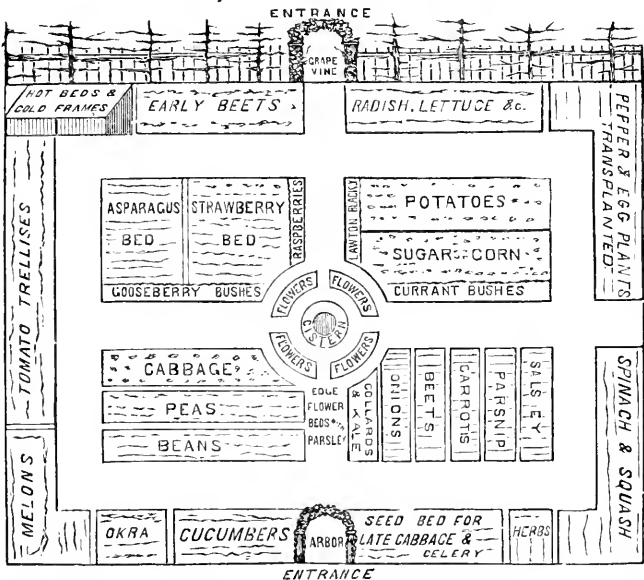 ENTRANCE
GRAPE
VINE
HOT BEDS &
COLD FRAMES
EARLY BEETS
RADISH, LETTUCE &c.
PEPPER & EGG PLANTS
TRANSPLANTED
TOMATO TRELLISES
ASPARAGUS
BED
STRAWBERRY
BED
RASPBERRIES
LAWTON BLACKY
POTATOES
SUGAR CORN
GOOSEBERRY BUSHES
CURRANT BUSHES
FLOWERS
FLOWERS
CISTERN
FLOWERS
FLOWERS
CABBAGE
PEAS
BEANS
EDGE
FLOWER
BEDS WITH
PARSLEY
COLLARDS
& KALE
ONIONS
BEETS
CARROTS
PARSNIP
SALSLEY
SPINACH & SQUASH
MELONS
OKRA
CUCUMBERS
ARBOR
SEED BED FOR
LATE CABBAGE &
CELERY
HERBS
ENTRANCE